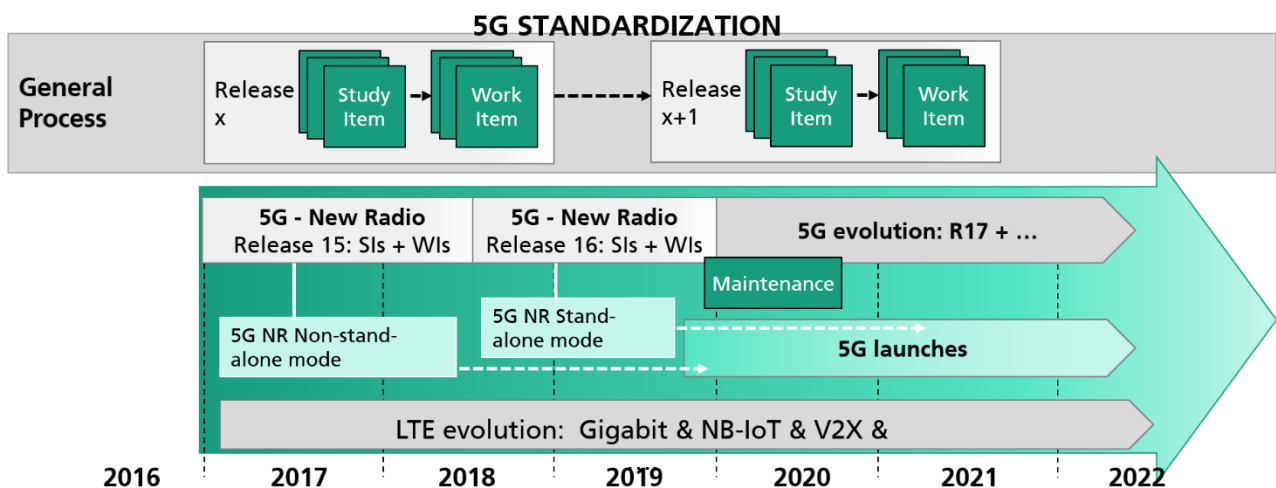 5G STANDARDIZATION
General
Process
Release
x
Study
Item
Work
Item
Release
x+1
Study
Item
Work
Item
5G - New Radio
Release 15: SIs + WIs
5G - New Radio
Release 16: SIs + WIs
5G evolution: R17 + ...
Maintenance
5G NR Non-stand-
alone mode
5G NR Stand-
alone mode
5G launches
LTE evolution: Gigabit & NB-IoT & V2X &
2016 2017 2018 2019 2020 2021 2022